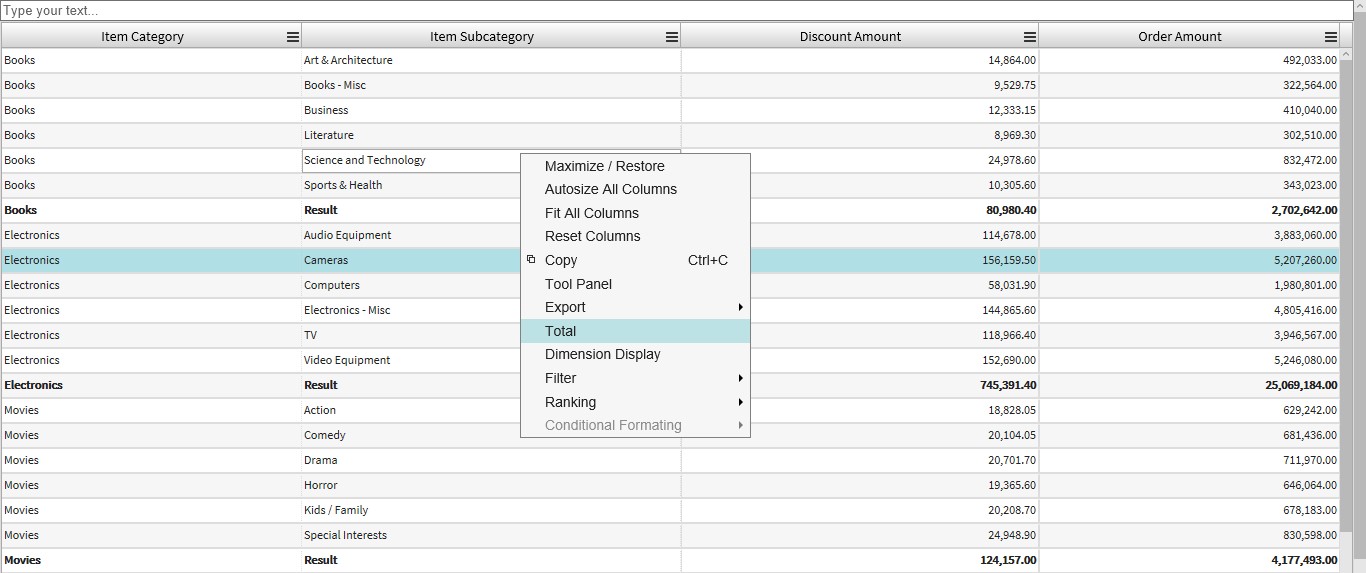 Type your text...
Item Category Item Subcategory Discount Amount Order Amount
Books Art & Architecture 14,864.00 492,033.00
Books Books - Misc 9,529.75 322,564.00
Books Business 12,333.15 410,040.00
Books Literature 8,969.30 302,510.00
Books Science and Technology 24,978.60 832,472.00
Books Sports & Health 10,305.60 343,023.00
Books Result 80,980.40 2,702,642.00
Electronics Audio Equipment 114,678.00 3,883,060.00
Electronics Cameras 156,159.50 5,207,260.00
Electronics Computers 58,031.90 1,980,801.00
Electronics Electronics - Misc 144,865.60 4,805,416.00
Electronics TV 118,966.40 3,946,567.00
Electronics Video Equipment 152,690.00 5,246,080.00
Electronics Result 745,391.40 25,069,184.00
Movies Action 18,828.05 629,242.00
Movies Comedy 20,104.05 681,436.00
Movies Drama 20,701.70 711,970.00
Movies Horror 19,365.60 646,064.00
Movies Kids / Family 20,208.70 678,183.00
Movies Special Interests 24,948.90 830,598.00
Movies Result 124,157.00 4,177,493.00
Maximize / Restore
Autosize All Columns
Fit All Columns
Reset Columns
Copy Ctrl+C
Tool Panel
Export
Total
Dimension Display
Filter
Ranking
Conditional Formating